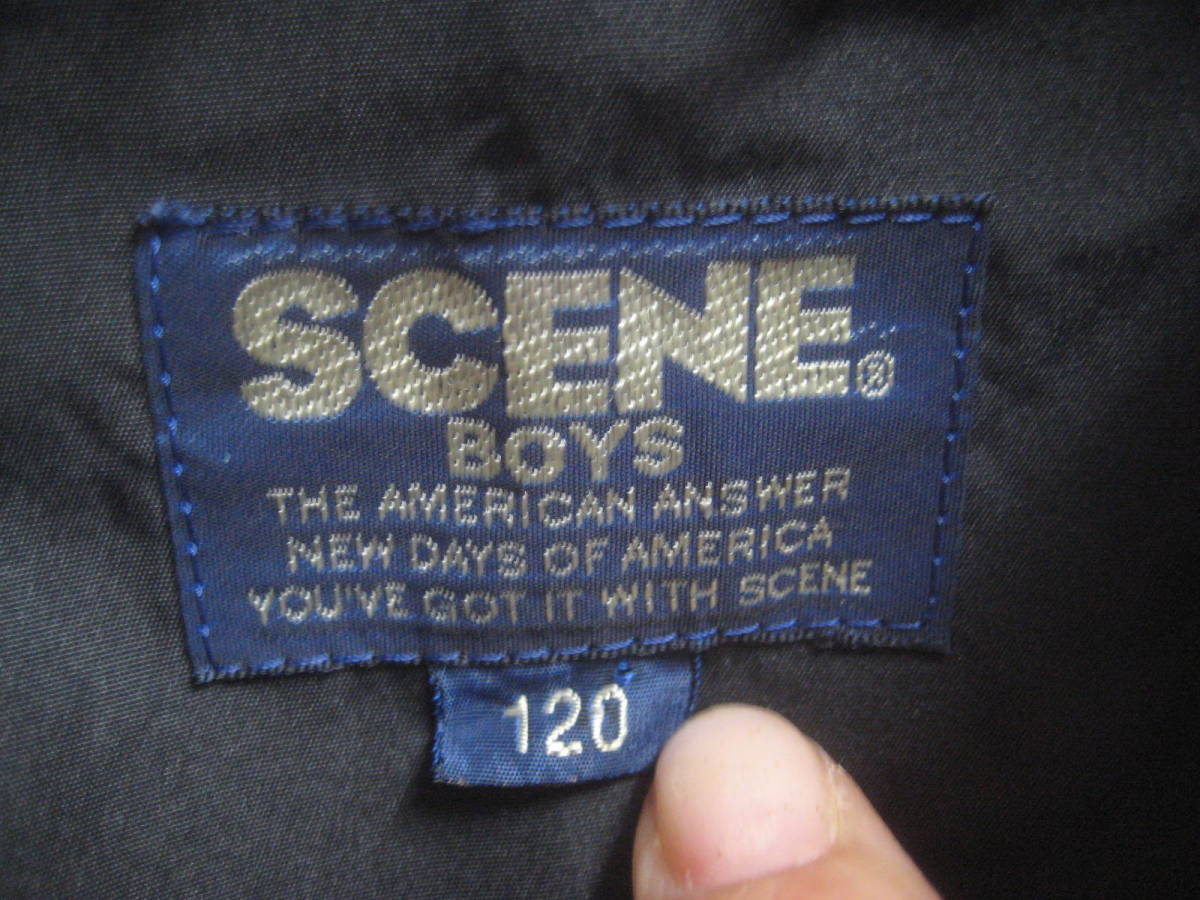 SCENE®
BOYS
THE AMERICAN ANSWER
NEW DAYS OF AMERICA
YOU'VE GOT IT WITH SCENE
120